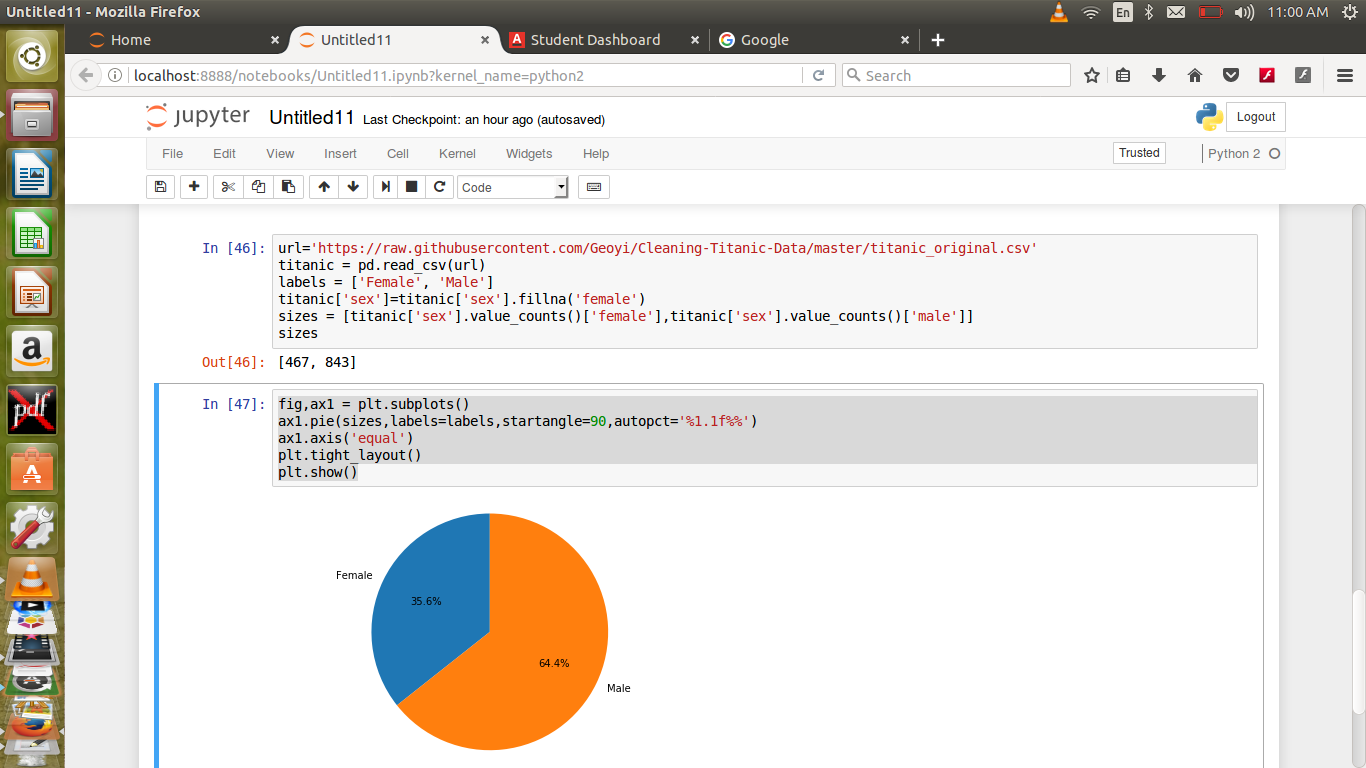 Untitled11 - Mozilla Firefox
En
11:00 AM
Home
Untitled11
A Student Dashboard
Google
localhost:8888/notebooks/Untitled11.ipynb?kernel_name=python2
Search
jupyter Untitled11 Last Checkpoint: an hour ago (autosaved)
Logout
File Edit View Insert Cell Kernel Widgets Help
Trusted
Python 2
Code
In [46]:
url='https://raw.githubusercontent.com/Geoyi/Cleaning-Titanic-Data/master/titanic_original.csv'
titanic = pd.read_csv(url)
labels = ['Female', 'Male']
titanic['sex']=titanic['sex'].fillna('female')
sizes = [titanic['sex'].value_counts()['female'],titanic['sex'].value_counts()['male']]
sizes
Out[46]: [467, 843]
In [47]:
fig,ax1 = plt.subplots()
ax1.pie(sizes,labels=labels,startangle=90,autopct='%1.1f%%')
ax1.axis('equal')
plt.tight_layout()
plt.show()
Female
35.6%
64.4%
Male
a
pdf
A